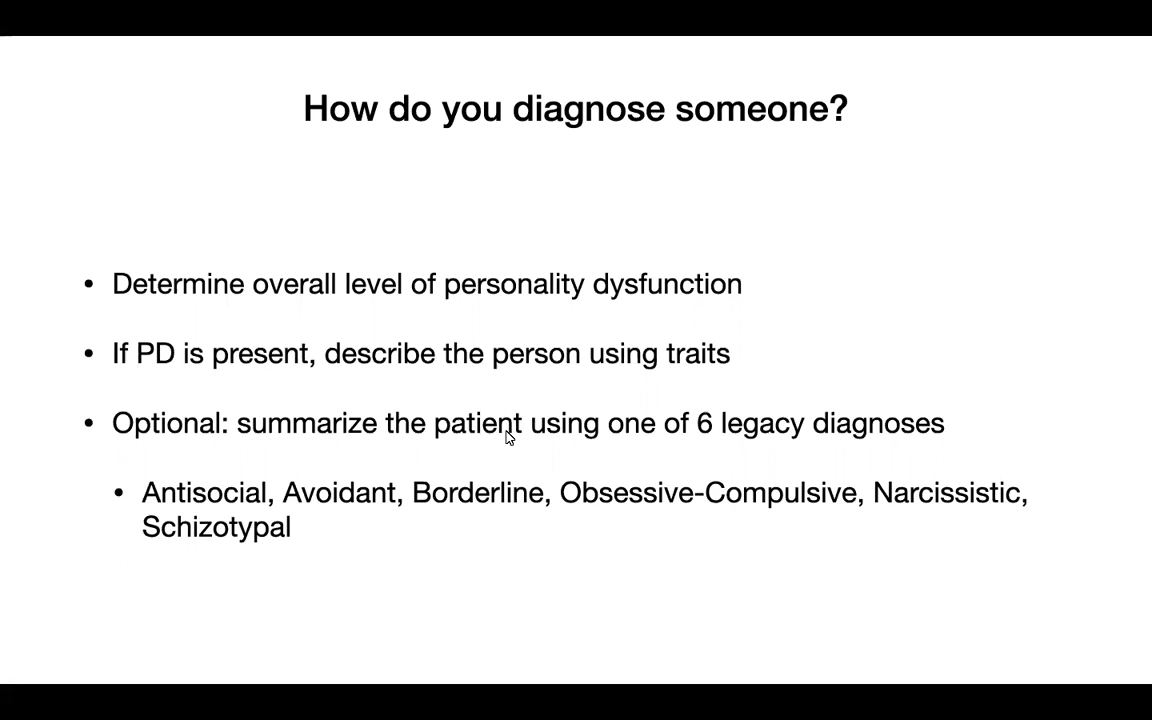 How do you diagnose someone?
• Determine overall level of personality dysfunction
• If PD is present, describe the person using traits
• Optional: summarize the patient using one of 6 legacy diagnoses
• Antisocial, Avoidant, Borderline, Obsessive-Compulsive, Narcissistic,
Schizotypal